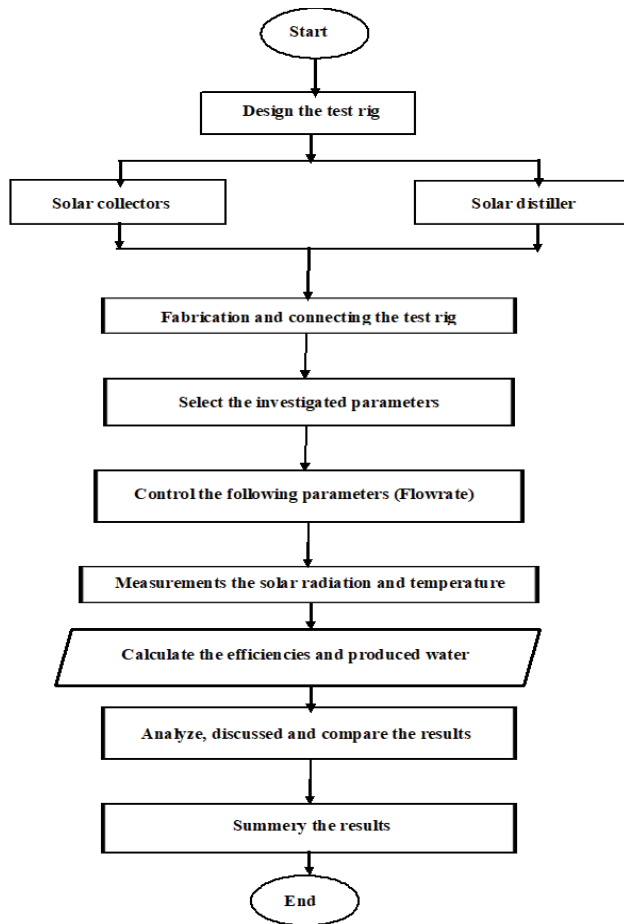 Start
Design the test rig
Solar collectors
Solar distiller
Fabrication and connecting the test rig
Select the investigated parameters
Control the following parameters (Flowrate)
Measurements the solar radiation and temperature
Calculate the efficiencies and produced water
Analyze, discussed and compare the results
Summery the results
End